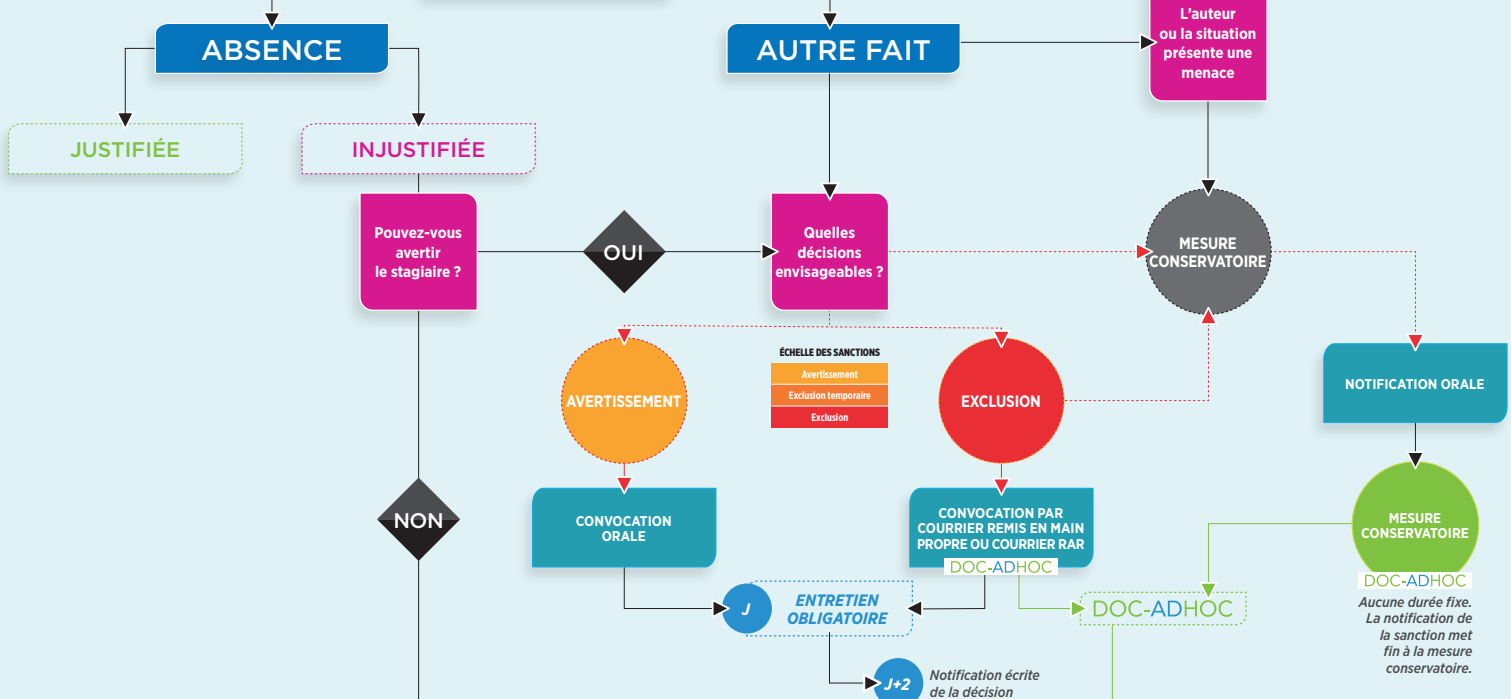 L'auteur
ou la situation
présente une
menace
ABSENCE
AUTRE FAIT
JUSTIFIÉE
INJUSTIFIÉE
Pouvez-vous
avertir
le stagiaire ?
OUI
Quelles
décisions
envisageables ?
MESURE
CONSERVATOIRE
ÉCHELLE DES SANCTIONS
Avertissement
Exclusion temporaire
Exclusion
AVERTISSEMENT
EXCLUSION
NOTIFICATION ORALE
NON
CONVOCATION
ORALE
CONVOCATION PAR
COURRIER REMIS EN MAIN
PROPRE OU COURRIER RAR
DOC-ADHOC
MESURE
CONSERVATOIRE
DOC-ADHOC
Aucune durée fixe.
La notification de
la sanction met
fin à la mesure
conservatoire.
J
ENTRETIEN
OBLIGATOIRE
DOC-ADHOC
J+2
Notification écrite
de la décision